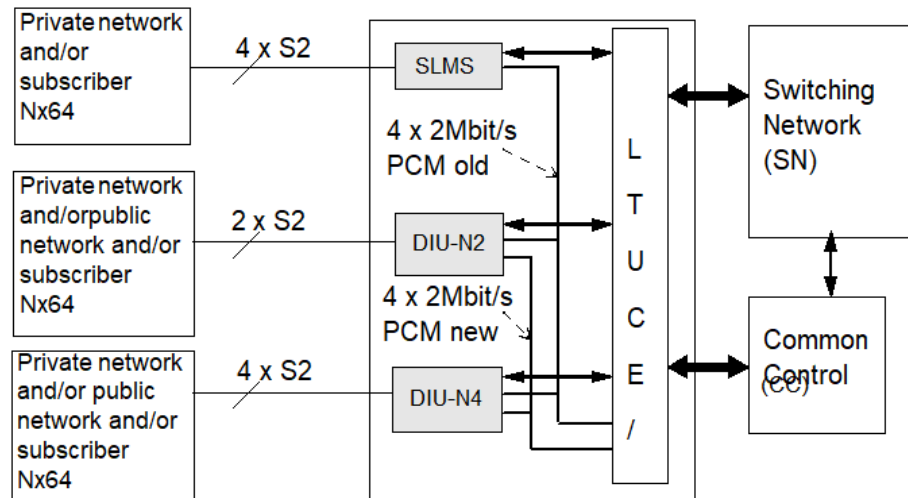 Private network
and/or
subscriber
Nx64
4 x S2
SLMS
4 x 2Mbit/s
PCM old
Switching
Network
(SN)
Private network
and/orpublic
network and/or
subscriber
Nx64
2 x S2
DIU-N2
4 x 2Mbit/s
PCM new
Private network
and/or public
network and/or
subscriber
Nx64
4 x S2
DIU-N4
L
T
U
C
E
/
Common
Control
(CC)